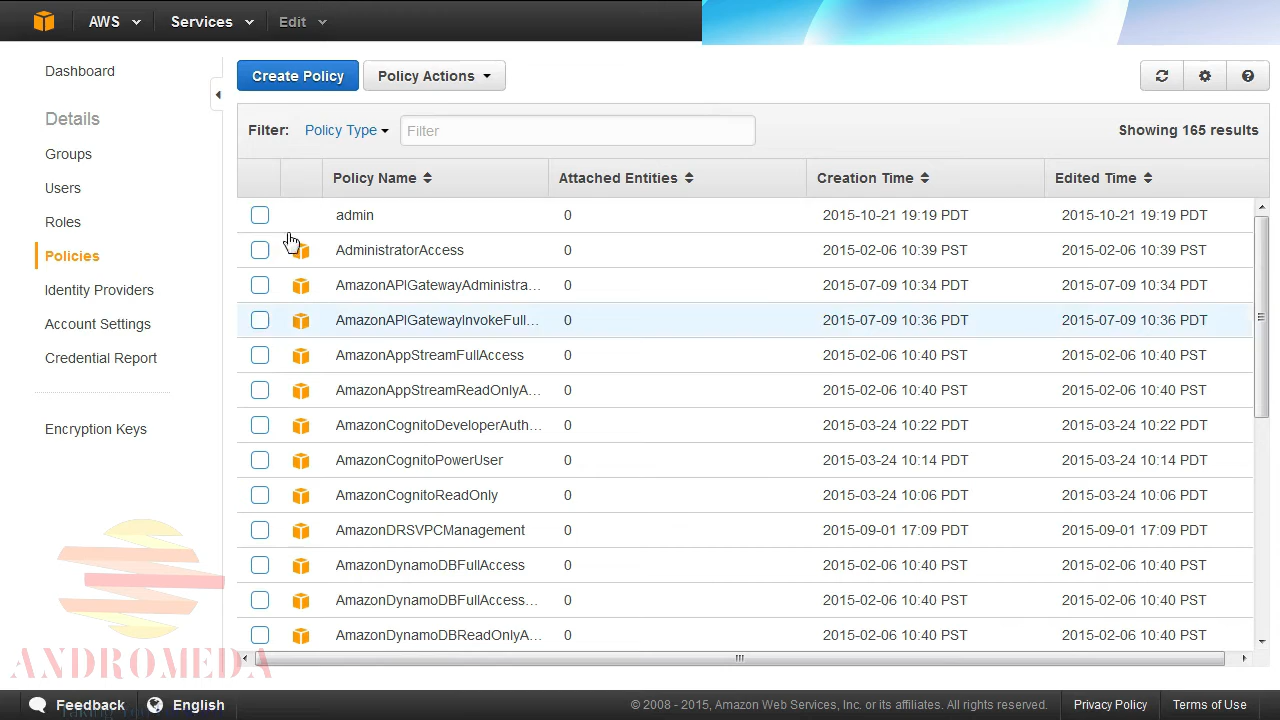 AWS Services Edit
Dashboard
Details
Groups
Users
Roles
Policies
Identity Providers
Account Settings
Credential Report
Encryption Keys
Create Policy Policy Actions
Filter: Policy Type Filter Showing 165 results
Policy Name Attached Entities Creation Time Edited Time
admin 0 2015-10-21 19:19 PDT 2015-10-21 19:19 PDT
AdministratorAccess 0 2015-02-06 10:39 PST 2015-02-06 10:39 PST
AmazonAPIGatewayAdministra... 0 2015-07-09 10:34 PDT 2015-07-09 10:34 PDT
AmazonAPIGatewayInvokeFull... 0 2015-07-09 10:36 PDT 2015-07-09 10:36 PDT
AmazonAppStreamFullAccess 0 2015-02-06 10:40 PST 2015-02-06 10:40 PST
AmazonAppStreamReadOnlyA... 0 2015-02-06 10:40 PST 2015-02-06 10:40 PST
AmazonCognitoDeveloperAuth... 0 2015-03-24 10:22 PDT 2015-03-24 10:22 PDT
AmazonCognitoPowerUser 0 2015-03-24 10:14 PDT 2015-03-24 10:14 PDT
AmazonCognitoReadOnly 0 2015-03-24 10:06 PDT 2015-03-24 10:06 PDT
AmazonDRSVPCManagement 0 2015-09-01 17:09 PDT 2015-09-01 17:09 PDT
AmazonDynamoDBFullAccess 0 2015-02-06 10:40 PST 2015-02-06 10:40 PST
AmazonDynamoDBFullAccess... 0 2015-02-06 10:40 PST 2015-02-06 10:40 PST
AmazonDynamoDBReadOnlyA... 0 2015-02-06 10:40 PST 2015-02-06 10:40 PST
ANDROMEDA
Feedback English © 2008 - 2015, Amazon Web Services, Inc. or its affiliates. All rights reserved. Privacy Policy Terms of Use